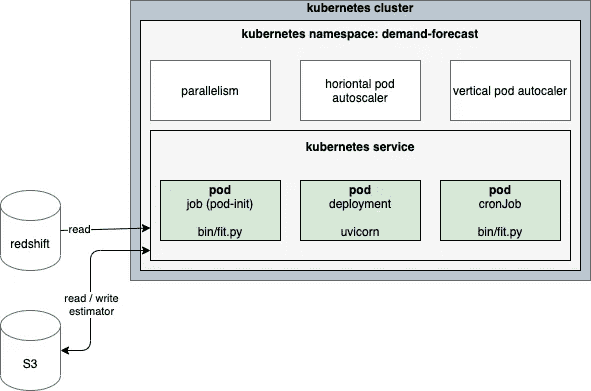 kubernetes cluster
kubernetes namespace: demand-forecast
parallelism
horiontal pod
autoscaler
vertical pod autocaler
kubernetes service
pod
job (pod-init)
bin/fit.py
pod
deployment
uvicorn
pod
cronJob
bin/fit.py
redshift
read
read / write
estimator
S3